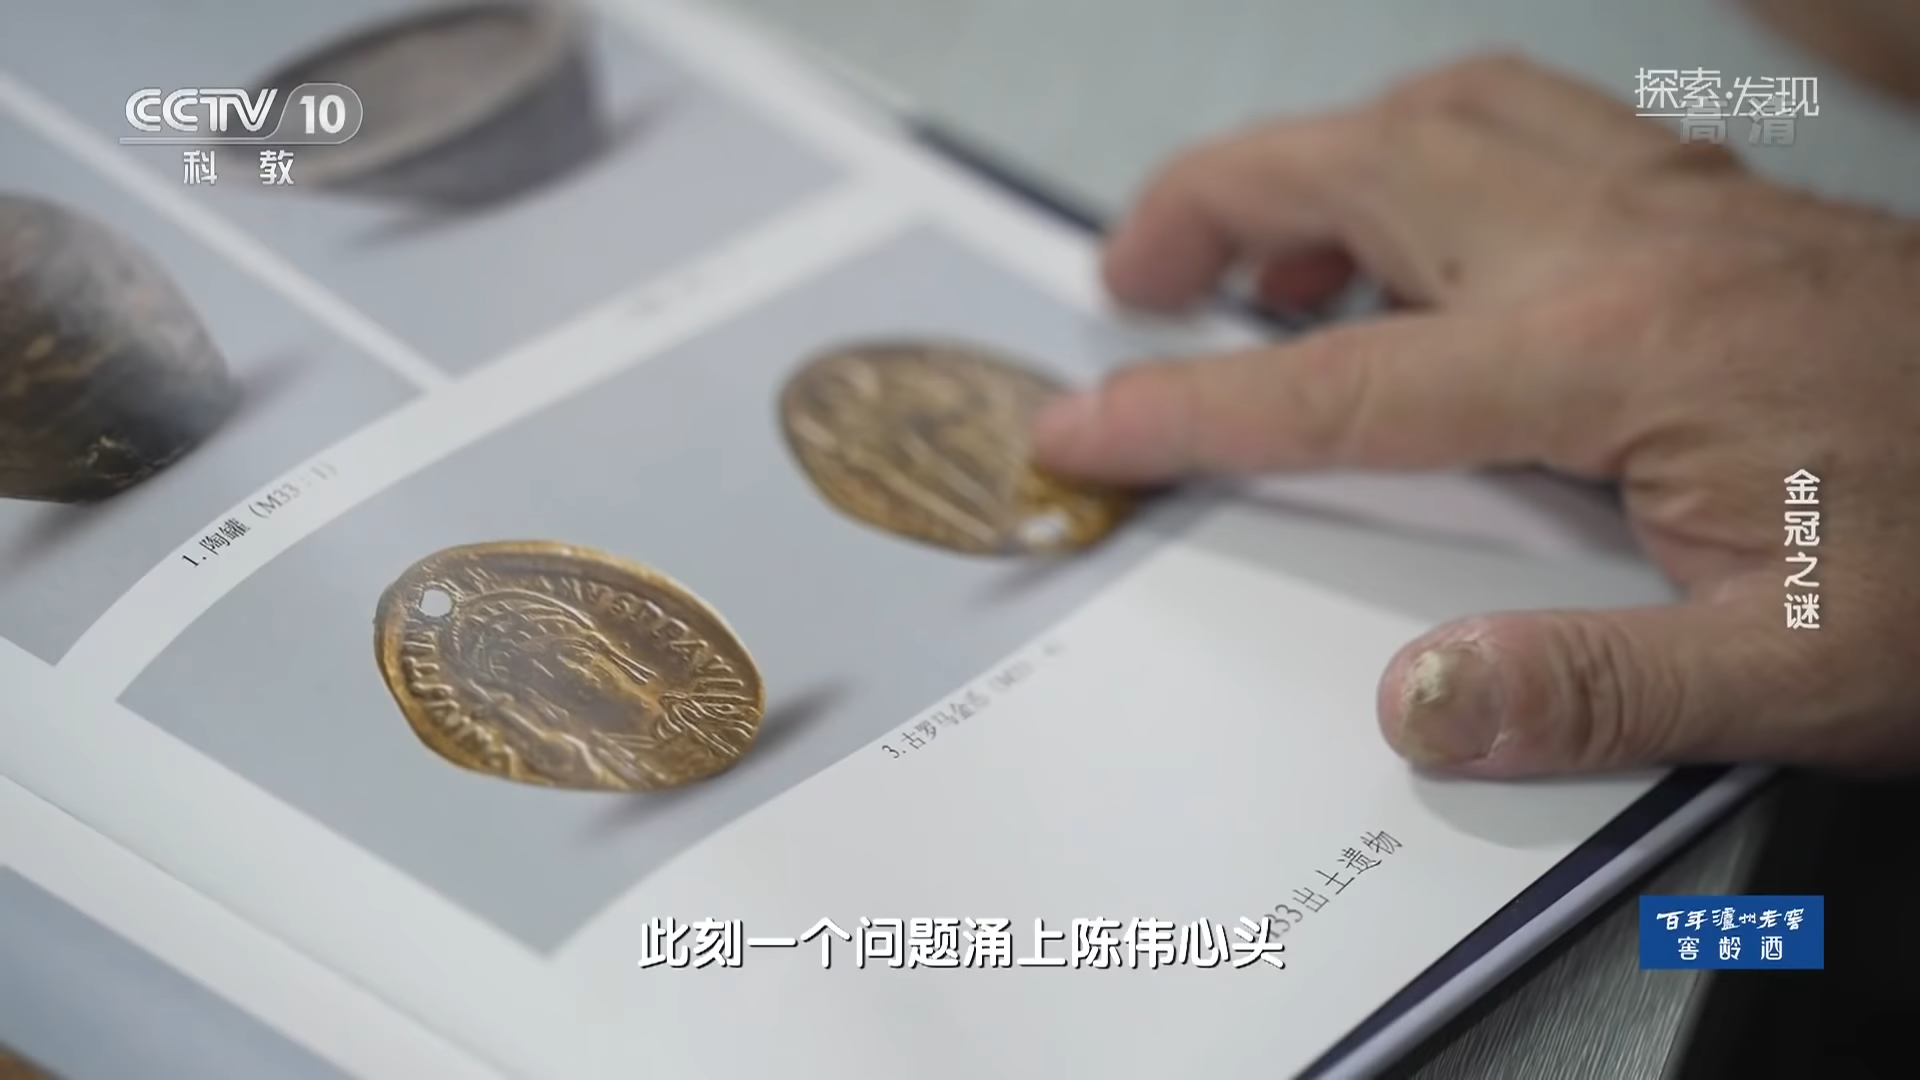 CCTV 10
科 教
探索·发现
高清
1. 陶罐（M33：1）
金冠之谜
3. 古罗马金币
33出土遗物
百年泸州老窖
窖 龄 酒
此刻一个问题涌上陈伟心头